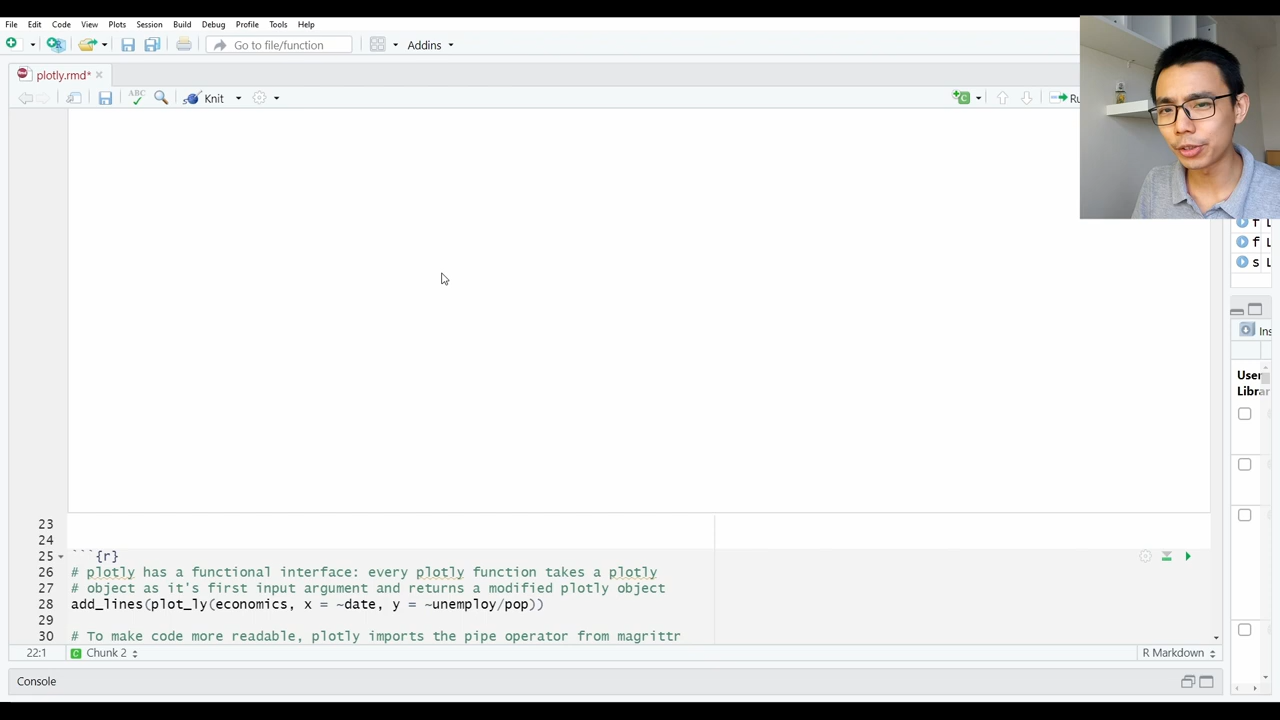 File Edit Code View Plots Session Build Debug Profile Tools Help
Go to file/function Addins
plotly.rmd*
ABC Knit Ru
f L
f L
s L
Ins
User
Librar
23
24
25 ```{r}
26 # plotly has a functional interface: every plotly function takes a plotly
27 # object as it's first input argument and returns a modified plotly object
28 add_lines(plot_ly(economics, x = ~date, y = ~unemploy/pop))
29
30 # To make code more readable, plotly imports the pipe operator from magrittr
22:1 Chunk 2 R Markdown
Console